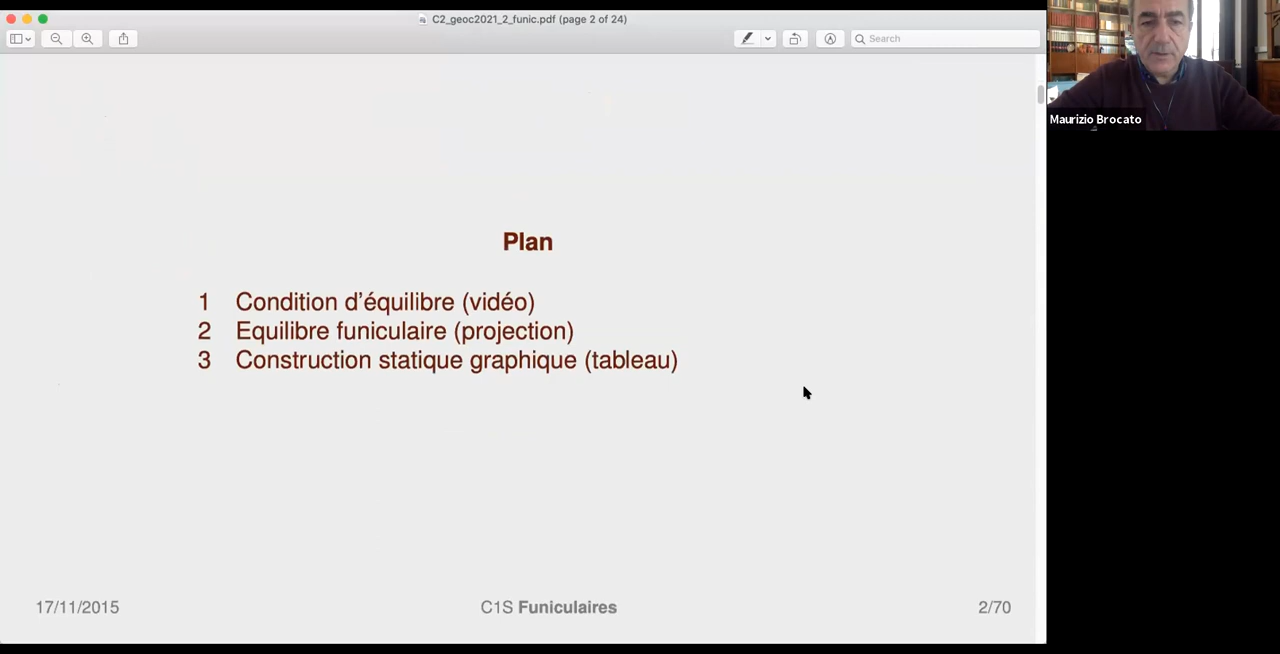 C2_geoc2021_2_funic.pdf (page 2 of 24)
Search
Maurizio Brocato
Plan
1 Condition d'équilibre (vidéo)
2 Equilibre funiculaire (projection)
3 Construction statique graphique (tableau)
17/11/2015
C1S Funiculaires
2/70